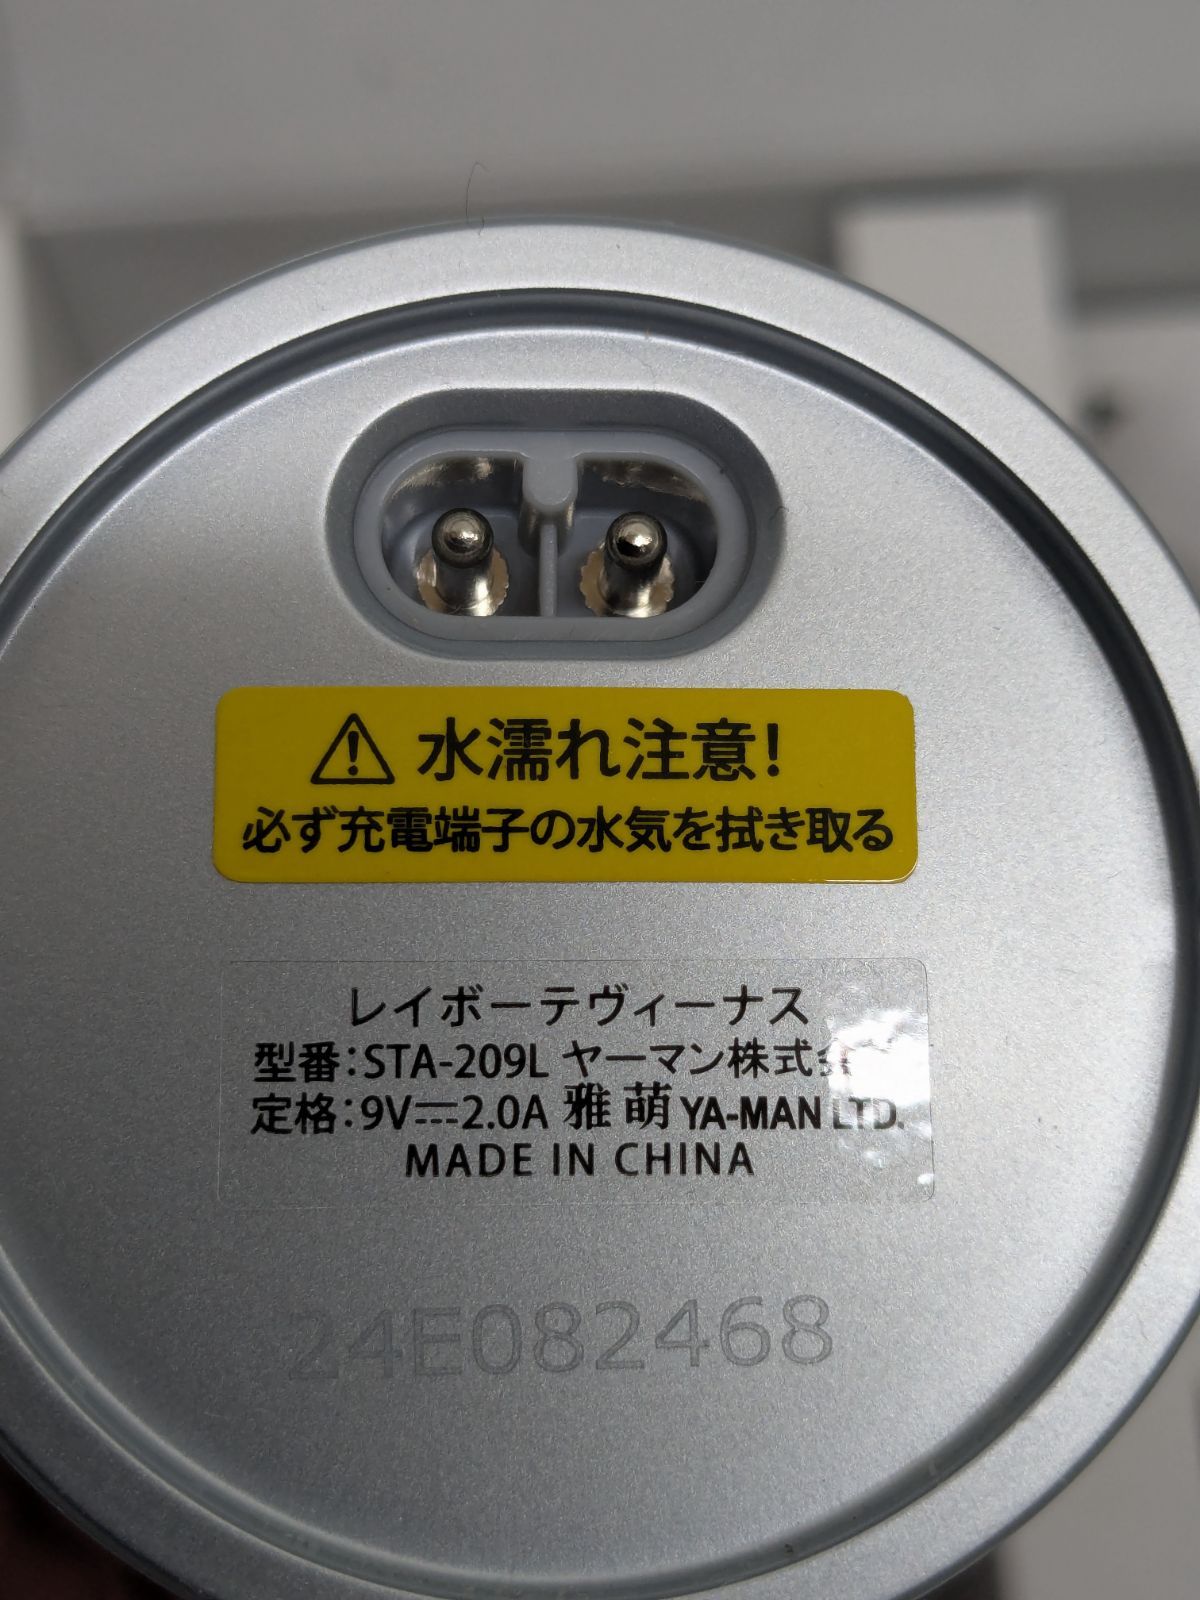 ⚠ 水濡れ注意!
必ず充電端子の水気を拭き取る
レイボーテヴィーナス
型番:STA-209L ヤーマン株式会
定格:9V⎓2.0A 雅萌 YA-MAN LTD.
MADE IN CHINA
24E082468